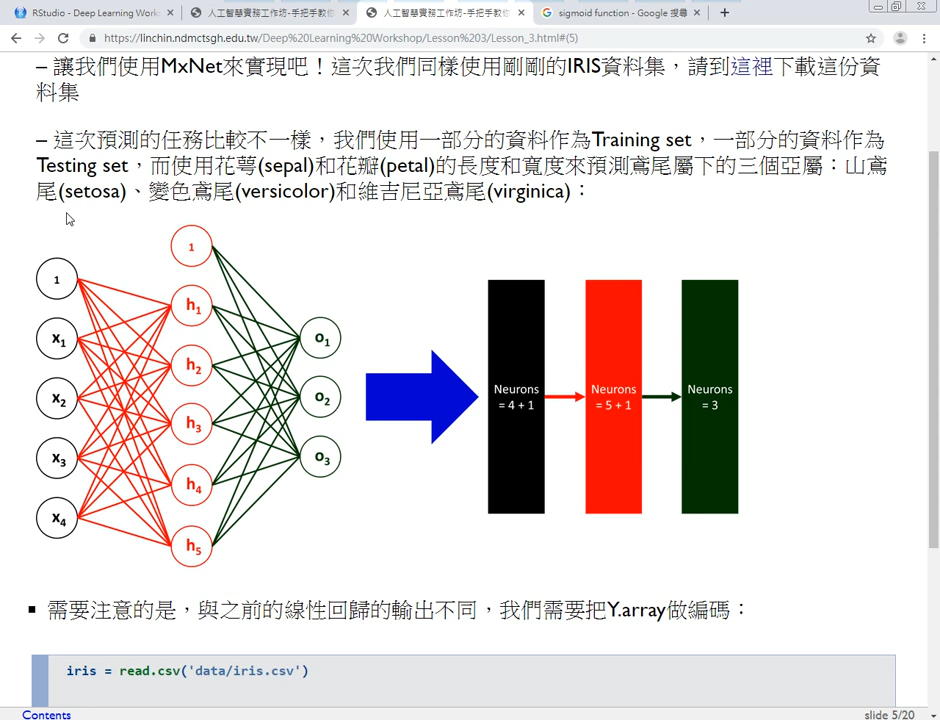 RStudio - Deep Learning Work
人工智慧實務工作坊-手把手教你
人工智慧實務工作坊-手把手教你
sigmoid function - Google 搜尋
https://linchin.ndmctsgh.edu.tw/Deep%20Learning%20Workshop/Lesson%203/Lesson_3.html#(5)
– 讓我們使用MxNet來實現吧！這次我們同樣使用剛剛的IRIS資料集，請到這裡下載這份資
料集
– 這次預測的任務比較不一樣，我們使用一部分的資料作為Training set，一部分的資料作為
Testing set，而使用花萼(sepal)和花瓣(petal)的長度和寬度來預測鳶尾屬下的三個亞屬：山鳶
尾(setosa)、變色鳶尾(versicolor)和維吉尼亞鳶尾(virginica)：
1
x1
x2
x3
x4
1
h1
h2
h3
h4
h5
o1
o2
o3
Neurons
= 4 + 1
Neurons
= 5 + 1
Neurons
= 3
▪ 需要注意的是，與之前的線性回歸的輸出不同，我們需要把Y.array做編碼：
iris = read.csv('data/iris.csv')
Contents
slide 5/20